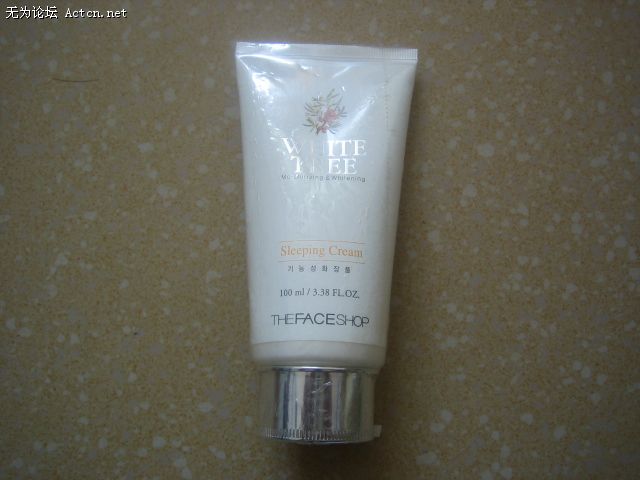 无为论坛 Actcn.net
WHITE
TREE
Moisturizing & Whitening
Sleeping Cream
기능성화장품
100 ml / 3.38 FL.OZ.
THEFACESHOP